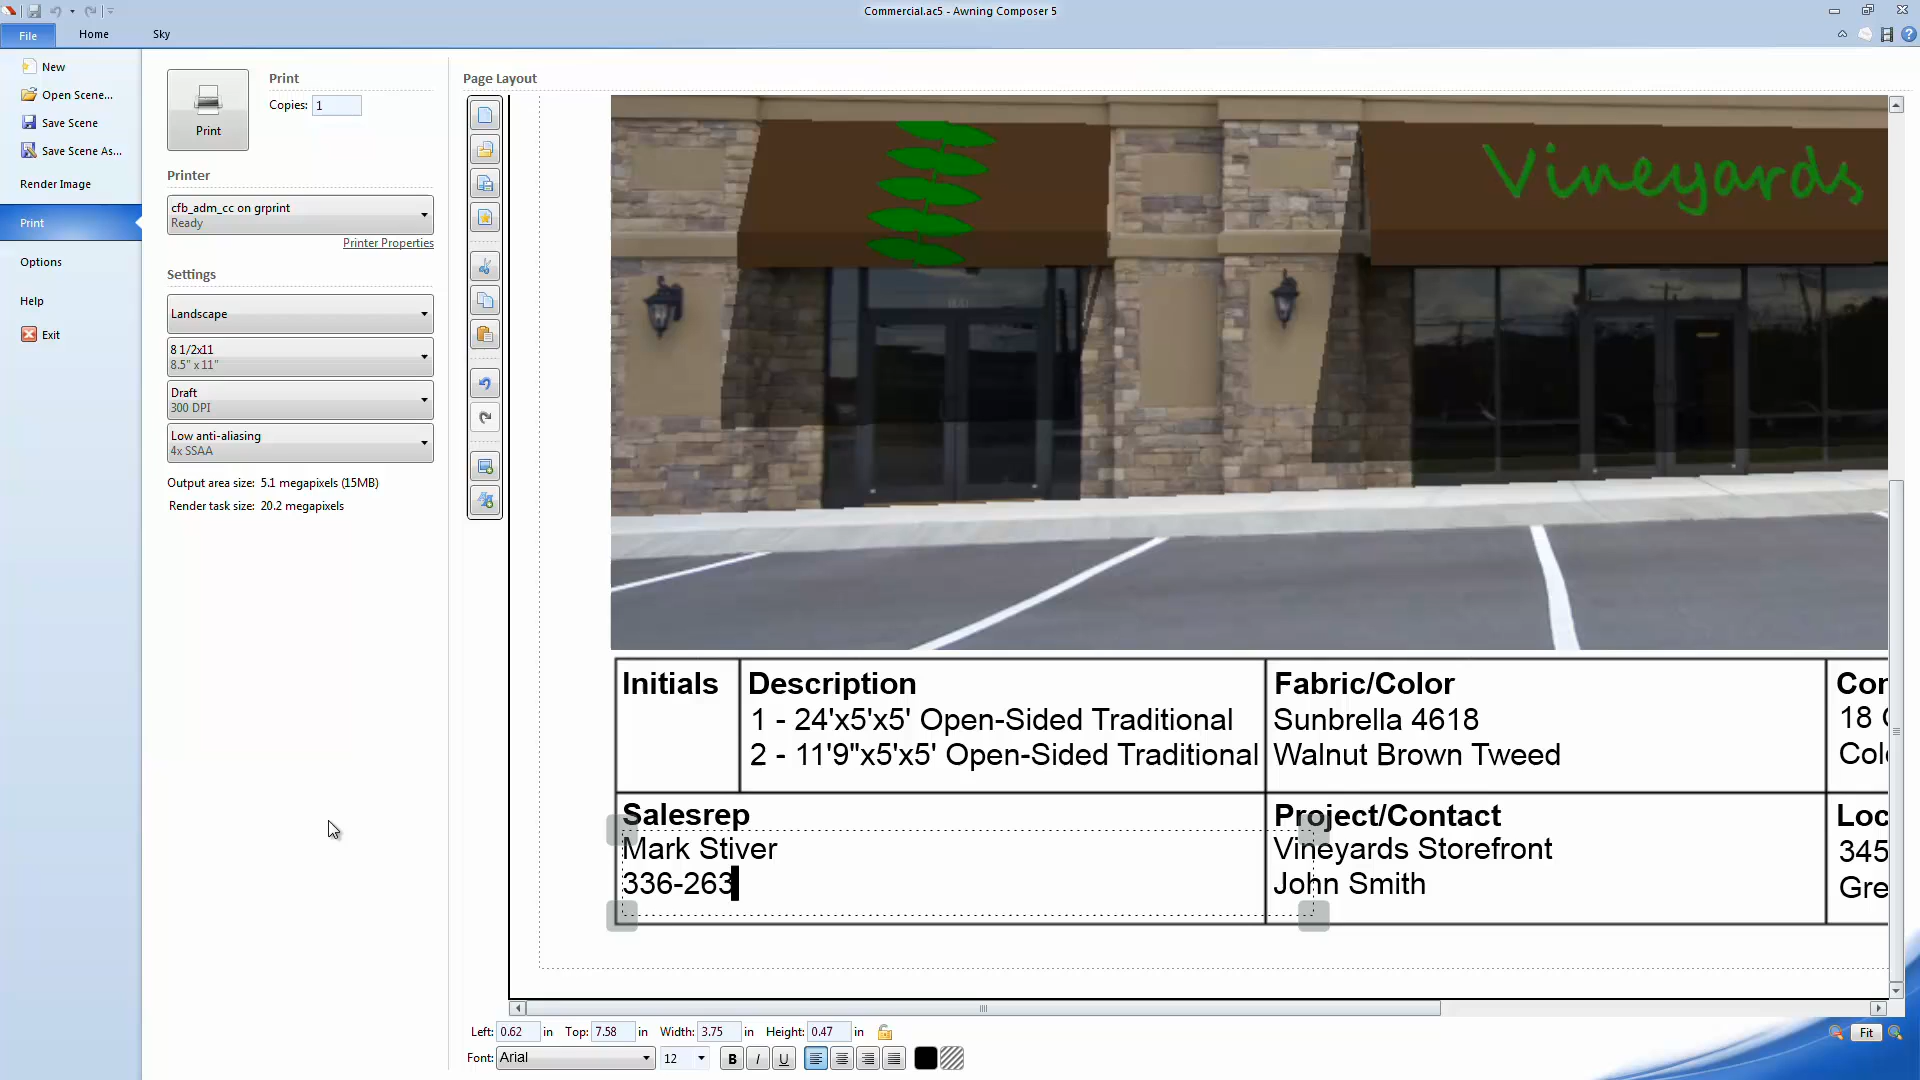 Commercial.ac5 - Awning Composer 5
File
Home
Sky
New
Open Scene...
Save Scene
Save Scene As...
Render Image
Print
Options
Help
Exit
Print
Print
Copies: 1
Printer
cfb_adm_cc on grprint
Ready
Printer Properties
Settings
Landscape
8 1/2x11
8.5" x 11"
Draft
300 DPI
Low anti-aliasing
4x SSAA
Output area size: 5.1 megapixels (15MB)
Render task size: 20.2 megapixels
Page Layout
Vineyards
Initials
Description
1 - 24'x5'x5' Open-Sided Traditional
2 - 11'9"x5'x5' Open-Sided Traditional
Fabric/Color
Sunbrella 4618
Walnut Brown Tweed
Cor
18
Col
Salesrep
Mark Stiver
336-263
Project/Contact
Vineyards Storefront
John Smith
Loc
345
Gre
Left: 0.62 in Top: 7.58 in Width: 3.75 in Height: 0.47 in
Fit
Font: Arial 12 B I U